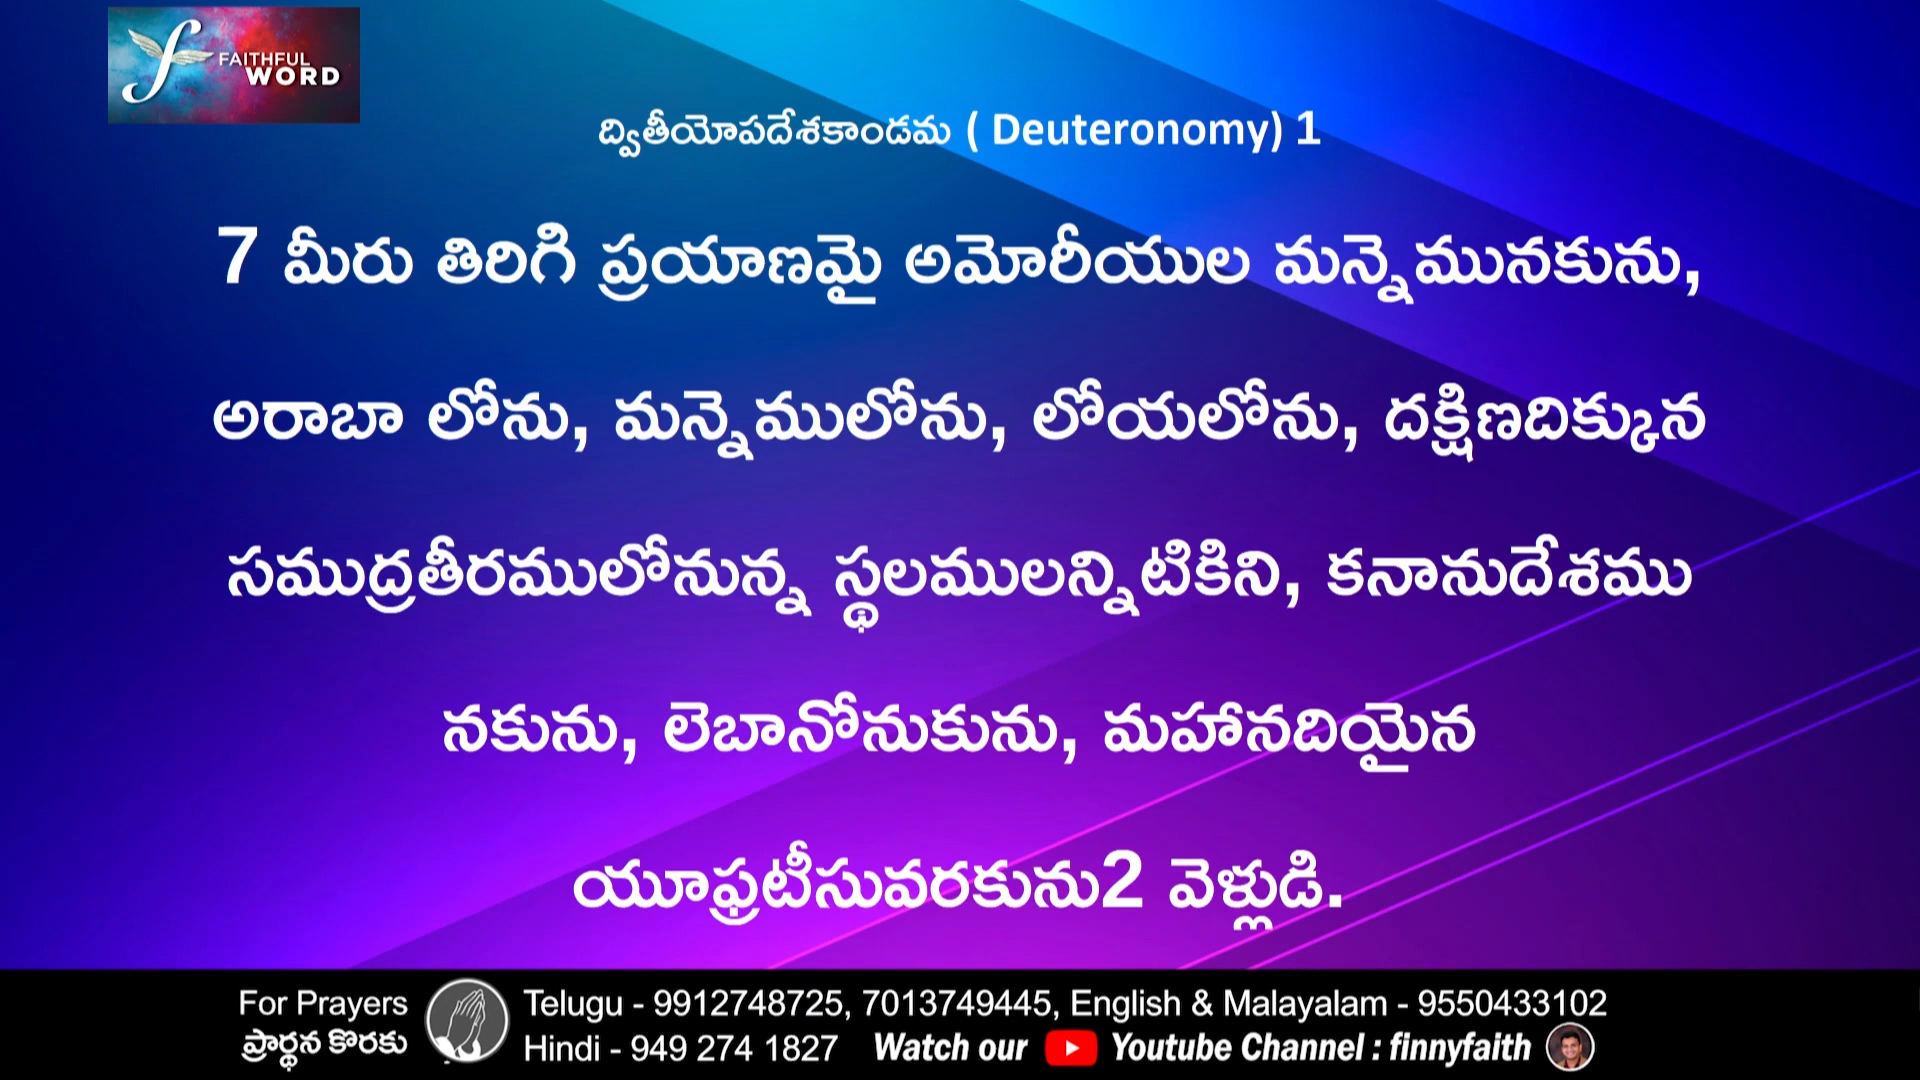 FAITHFUL
WORD
ద్వితీయోపదేశకాండమ ( Deuteronomy) 1
7 మీరు తిరిగి ప్రయాణమై అమోరీయుల మన్నెమునకును,
అరాబా లోను, మన్నెములోను, లోయలోను, దక్షిణదిక్కున
సముద్రతీరములోనున్న స్థలములన్నిటికిని, కనానుదేశము
నకును, లెబానోనుకును, మహానదియైన
యూఫ్రటీసువరకును2 వెళ్లుడి.
For Prayers
ప్రార్థన కొరకు
Telugu - 9912748725, 7013749445, English & Malayalam - 9550433102
Hindi - 949 274 1827 Watch our Youtube Channel : finnyfaith